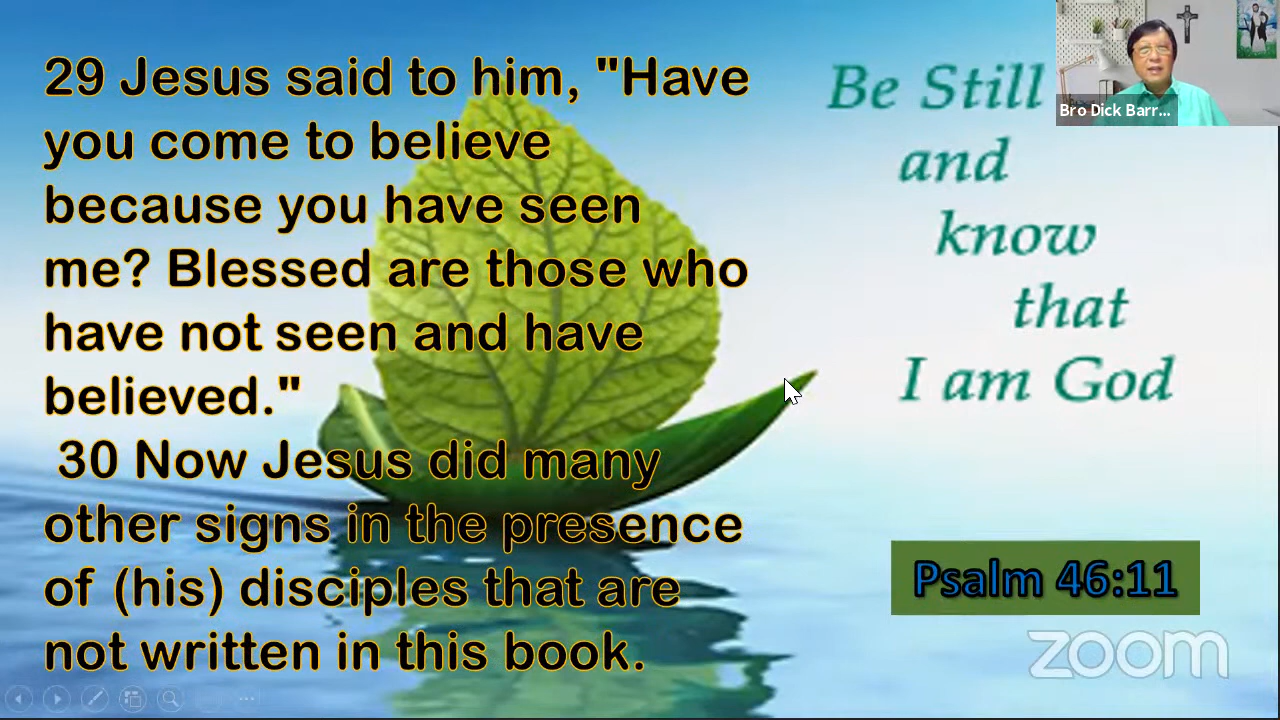 29 Jesus said to him, "Have
you come to believe
because you have seen
me? Blessed are those who
have not seen and have
believed."
30 Now Jesus did many
other signs in the presence
of (his) disciples that are
not written in this book.
Be Still
and
know
that
I am God
Bro Dick Barr...
Psalm 46:11
zoom